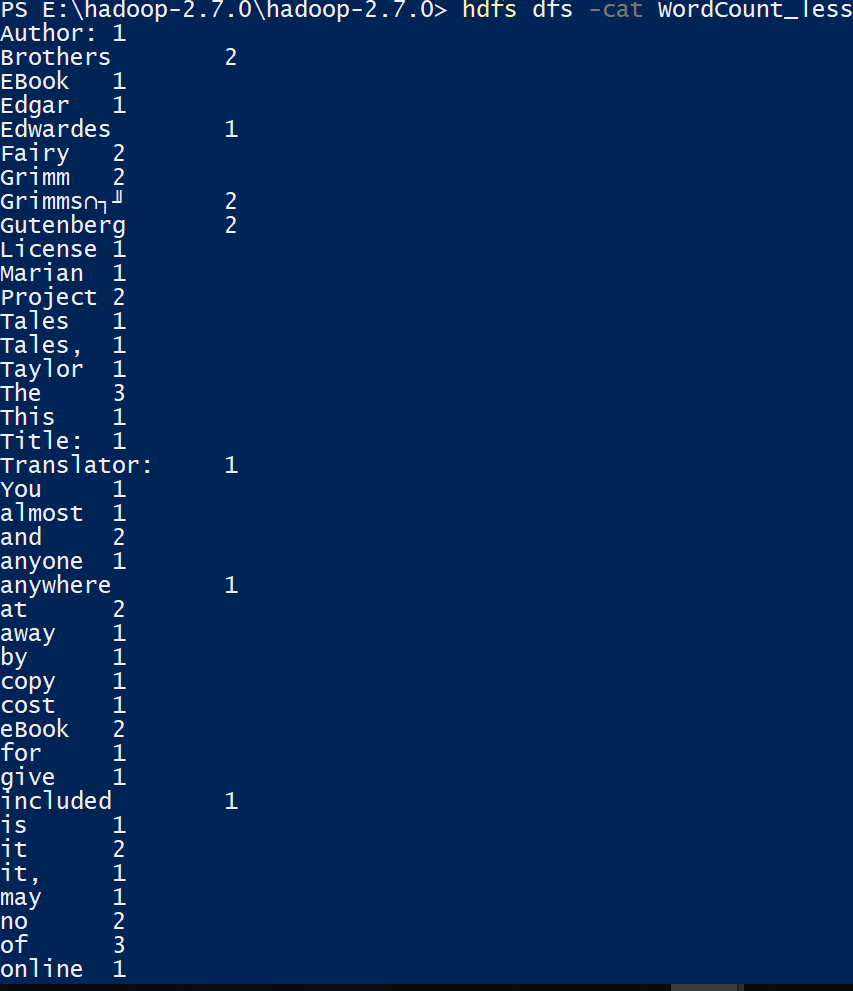 PS E:\hadoop-2.7.0\hadoop-2.7.0> hdfs dfs -cat WordCount_less
Author: 1
Brothers 2
EBook 1
Edgar 1
Edwardes 1
Fairy 2
Grimm 2
Grimms∩┐╜ 2
Gutenberg 2
License 1
Marian 1
Project 2
Tales 1
Tales, 1
Taylor 1
The 3
This 1
Title: 1
Translator: 1
You 1
almost 1
and 2
anyone 1
anywhere 1
at 2
away 1
by 1
copy 1
cost 1
eBook 2
for 1
give 1
included 1
is 1
it 2
it, 1
may 1
no 2
of 3
online 1